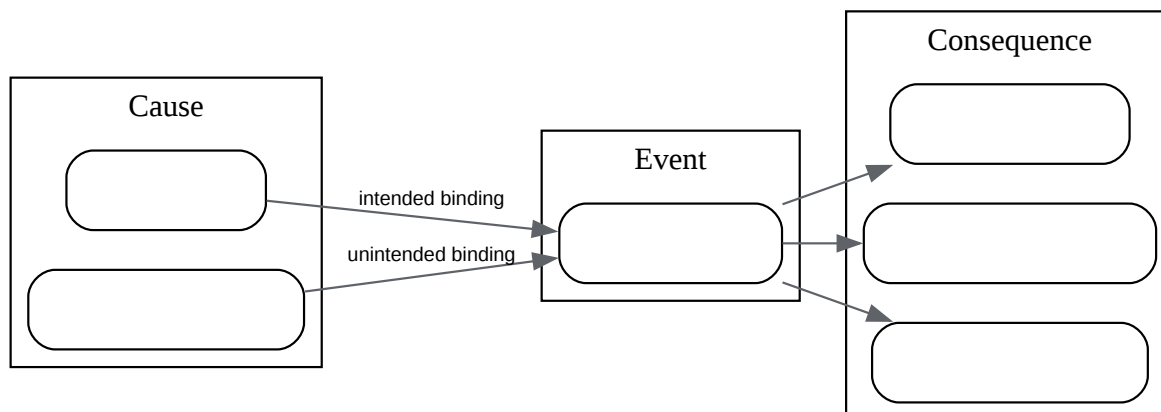 Cause
intended binding
unintended binding
Event
Consequence